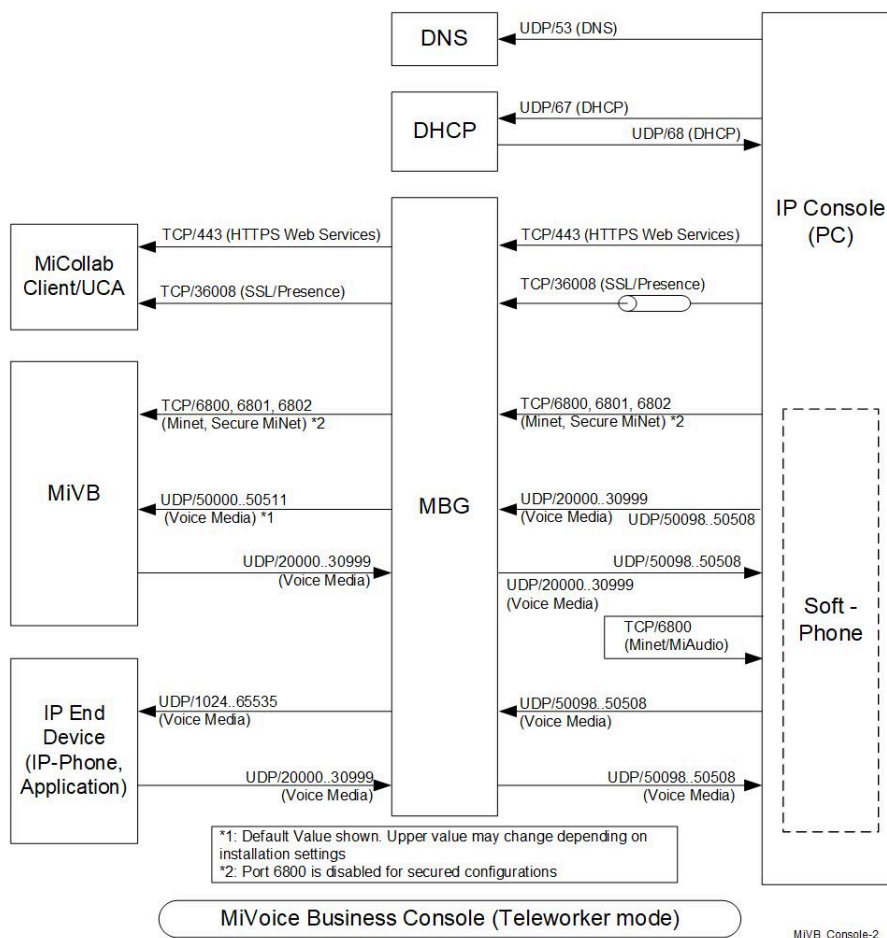 DNS
UDP/53 (DNS)
DHCP
UDP/67 (DHCP)
UDP/68 (DHCP)
IP Console
(PC)
MiCollab
Client/UCA
TCP/443 (HTTPS Web Services)
TCP/443 (HTTPS Web Services)
TCP/36008 (SSL/Presence)
TCP/36008 (SSL/Presence)
MiVB
TCP/6800, 6801, 6802
(Minet, Secure MiNet) *2
MBG
TCP/6800, 6801, 6802
(Minet, Secure MiNet) *2
UDP/50000..50511
(Voice Media) *1
UDP/20000..30999
(Voice Media)
UDP/50098..50508
UDP/20000..30999
(Voice Media)
UDP/50098..50508
UDP/20000..30999
(Voice Media)
TCP/6800
(Minet/MiAudio)
Soft -
Phone
IP End
Device
(IP-Phone,
Application)
UDP/1024..65535
(Voice Media)
UDP/50098..50508
(Voice Media)
UDP/20000..30999
(Voice Media)
UDP/50098..50508
(Voice Media)
*1: Default Value shown. Upper value may change depending on
installation settings
*2: Port 6800 is disabled for secured configurations
MiVoice Business Console (Teleworker mode)
MiVB_Console-2